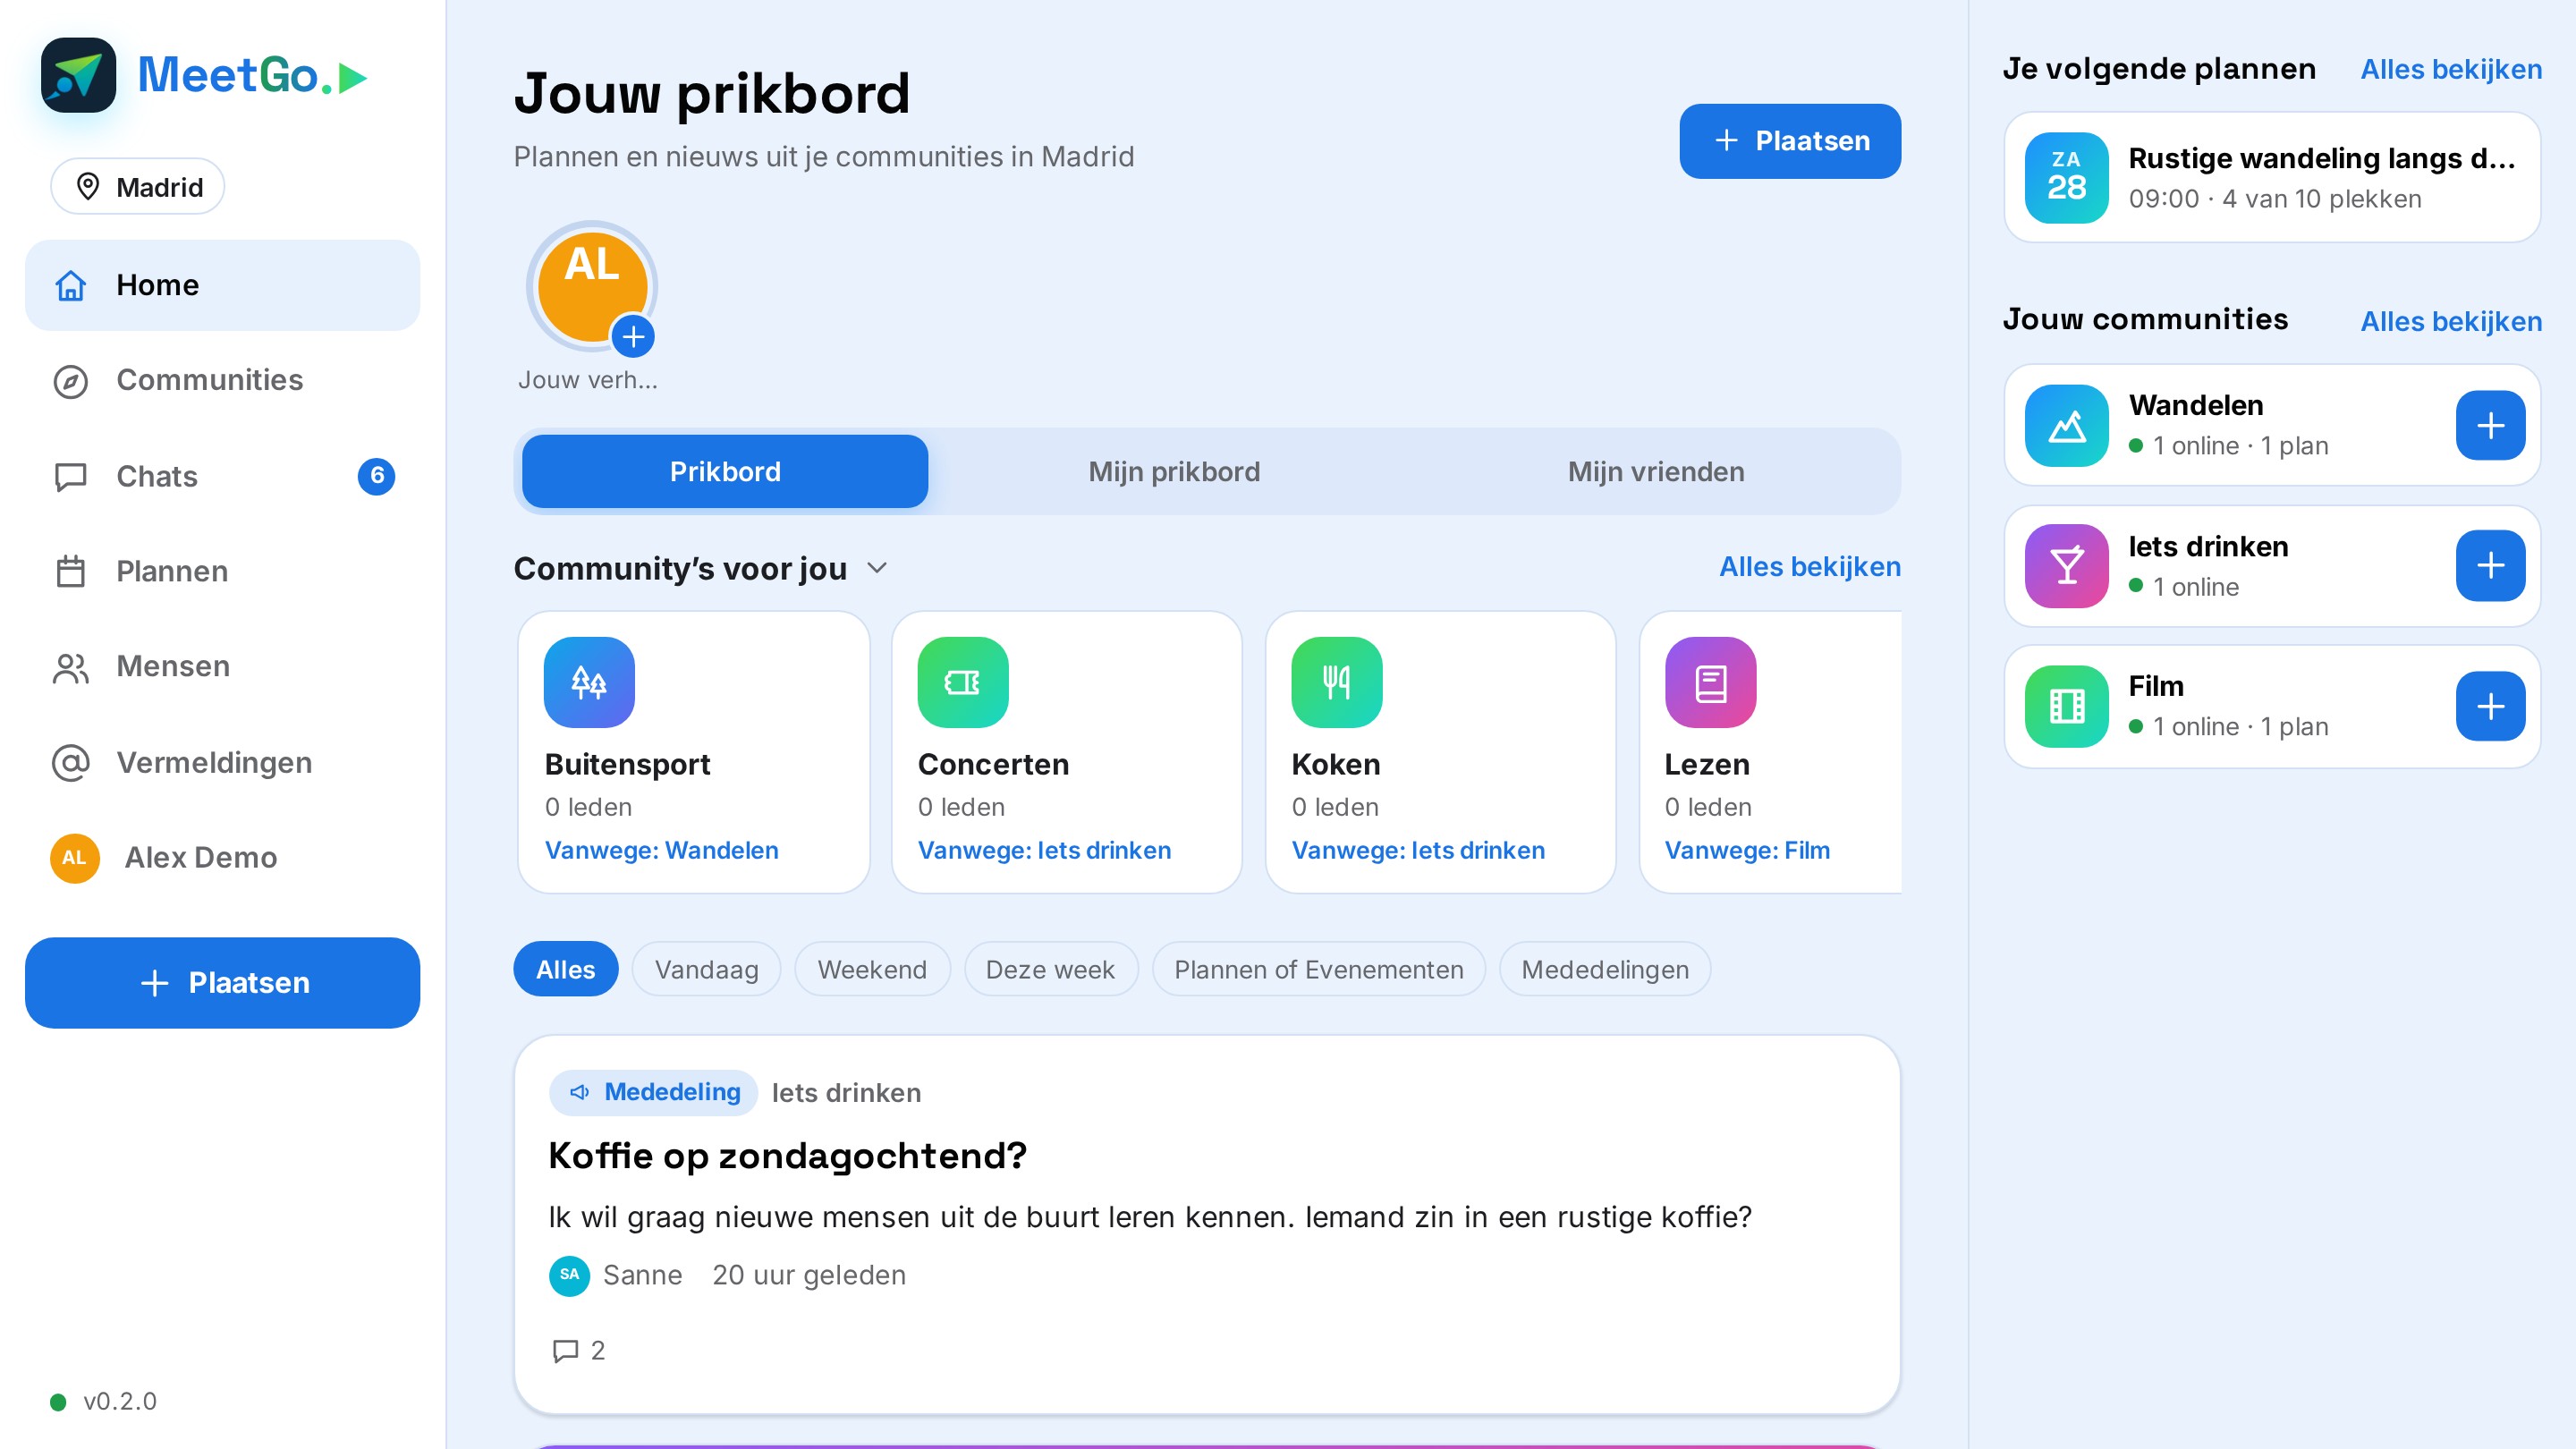 MeetGo.
Madrid
Home
Communities
Chats
6
Plannen
Mensen
Vermeldingen
AL
Alex Demo
Plaatsen
v0.2.0
Jouw prikbord
Plannen en nieuws uit je communities in Madrid
Plaatsen
AL
Jouw verh...
Prikbord
Mijn prikbord
Mijn vrienden
Community’s voor jou
Alles bekijken
Buitensport
0 leden
Vanwege: Wandelen
Concerten
0 leden
Vanwege: Iets drinken
Koken
0 leden
Vanwege: Iets drinken
Lezen
0 leden
Vanwege: Film
Alles
Vandaag
Weekend
Deze week
Plannen of Evenementen
Mededelingen
Mededeling
Iets drinken
Koffie op zondagochtend?
Ik wil graag nieuwe mensen uit de buurt leren kennen. Iemand zin in een rustige koffie?
SA
Sanne
20 uur geleden
2
Je volgende plannen
Alles bekijken
ZA
28
Rustige wandeling langs d...
09:00 · 4 van 10 plekken
Jouw communities
Alles bekijken
Wandelen
1 online · 1 plan
Iets drinken
1 online
Film
1 online · 1 plan